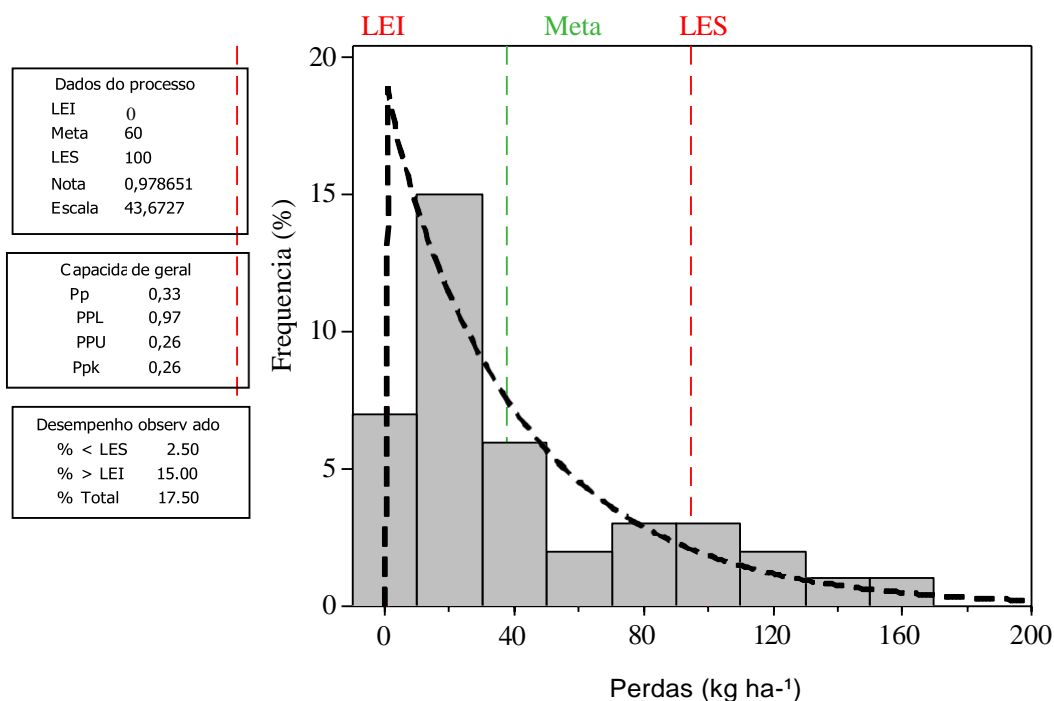 LEI Meta LES
Dados do processo
LEI 0
Meta 60
LES 100
Nota 0,978651
Escala 43,6727
Capacidade geral
Pp 0,33
PPL 0,97
PPU 0,26
Ppk 0,26
Desempenho observ ado
% < LES 2.50
% > LEI 15.00
% Total 17.50
Frequencia (%)
20
15
10
5
0
0 40 80 120 160 200
Perdas (kg ha-¹)